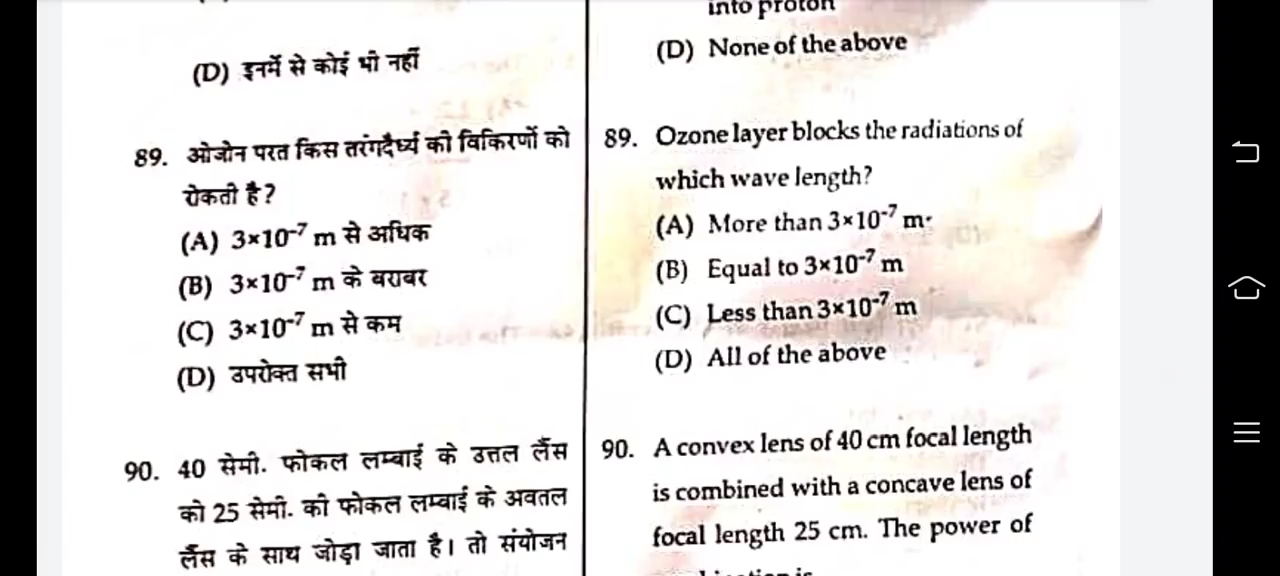 (D) इनमें से कोई भी नहीं
89. ओजोन परत किस तरंगदैर्ध्य की विकिरणों को
रोकती है?
(A) 3×10⁻⁷ m से अधिक
(B) 3×10⁻⁷ m के बराबर
(C) 3×10⁻⁷ m से कम
(D) उपरोक्त सभी
90. 40 सेमी. फोकल लम्बाई के उत्तल लैंस
को 25 सेमी. की फोकल लम्बाई के अवतल
लैंस के साथ जोड़ा जाता है। तो संयोजन
into proton
(D) None of the above
89. Ozone layer blocks the radiations of
which wave length?
(A) More than 3×10⁻⁷ m
(B) Equal to 3×10⁻⁷ m
(C) Less than 3×10⁻⁷ m
(D) All of the above
90. A convex lens of 40 cm focal length
is combined with a concave lens of
focal length 25 cm. The power of